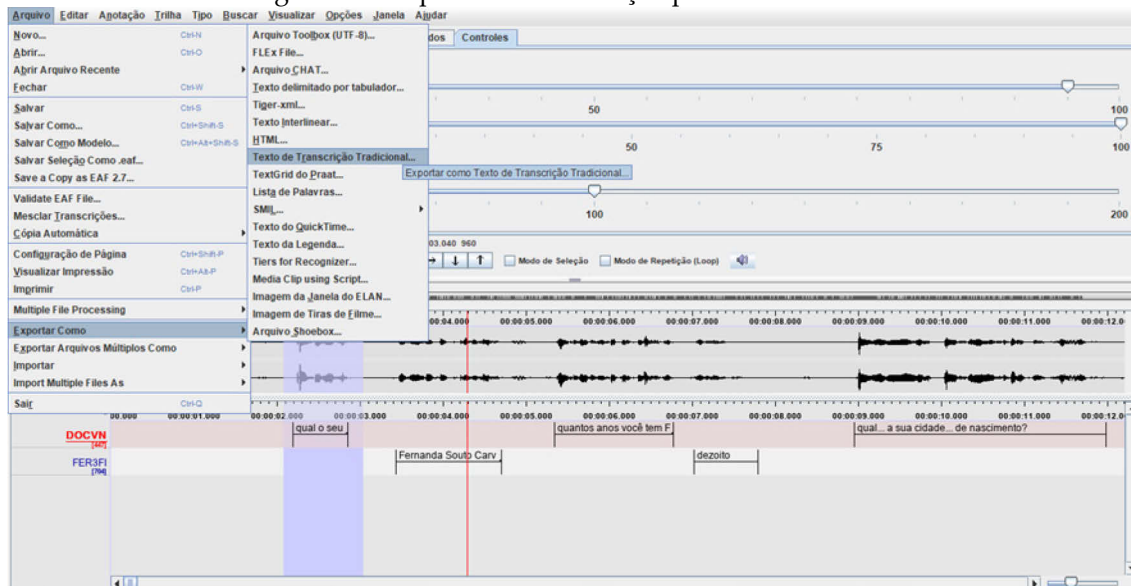 Arquivo Editar Anotação Trilha Tipo Buscar Visualizar Opções Janela Ajudar
Novo... Ctrl-N
Abrir... Ctrl-O
Abrir Arquivo Recente
Fechar Ctrl-W
Salvar Ctrl-S
Salvar Como... Ctrl+Shift-S
Salvar Como Modelo... Ctrl+Alt+Shift-S
Salvar Seleção Como .eaf...
Save a Copy as EAF 2.7...
Validate EAF File...
Mesclar Transcrições...
Cópia Automática
Configuração de Página Ctrl+Shift-P
Visualizar Impressão Ctrl+Alt-P
Imprimir Ctrl-P
Multiple File Processing
Exportar Como
Exportar Arquivos Múltiplos Como
Importar
Import Multiple Files As
Sair Ctrl-Q
Arquivo Toolbox (UTF-8)...
FLEx File...
Arquivo CHAT...
Texto delimitado por tabulador...
Tiger-xml...
Texto Interlinear...
HTML...
Texto de Transcrição Tradicional...
TextGrid do Praat...
Lista de Palavras...
SMIL...
Texto do QuickTime...
Texto da Legenda...
Tiers for Recognizer...
Media Clip using Script...
Imagem da Janela do ELAN...
Imagem de Tiras de Filme...
Arquivo Shoebox...
Exportar como Texto de Transcrição Tradicional...
dos Controles
50 100
50 75 100
100 200
03.040 960
Modo de Seleção Modo de Repetição (Loop)
00:04.000 00:00:05.000 00:00:06.000 00:00:07.000 00:00:08.000 00:00:09.000 00:00:10.000 00:00:11.000 00:00:12.0
00.000 00:00:01.000 00:00:02.000 00:00:03.000 00:00:04.000 00:00:05.000 00:00:06.000 00:00:07.000 00:00:08.000 00:00:09.000 00:00:10.000 00:00:11.000 00:00:12.0
DOCVN qual o seu quantos anos você tem F qual... a sua cidade... de nascimento?
[447]
FER3FI Fernanda Souto Carv dezoito
[794]